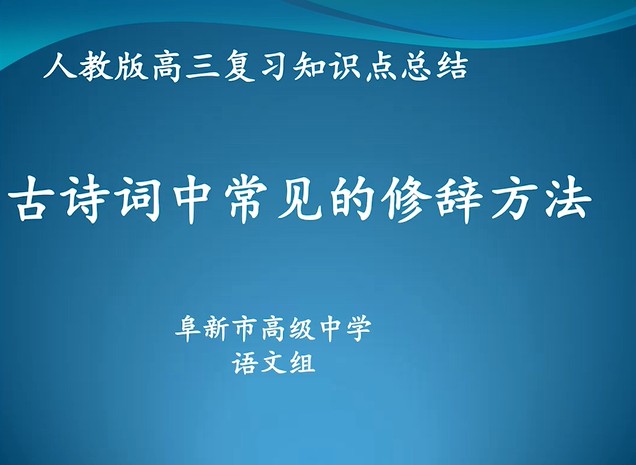 人教版高三复习知识点总结
古诗词中常见的修辞方法
阜新市高级中学
语文组